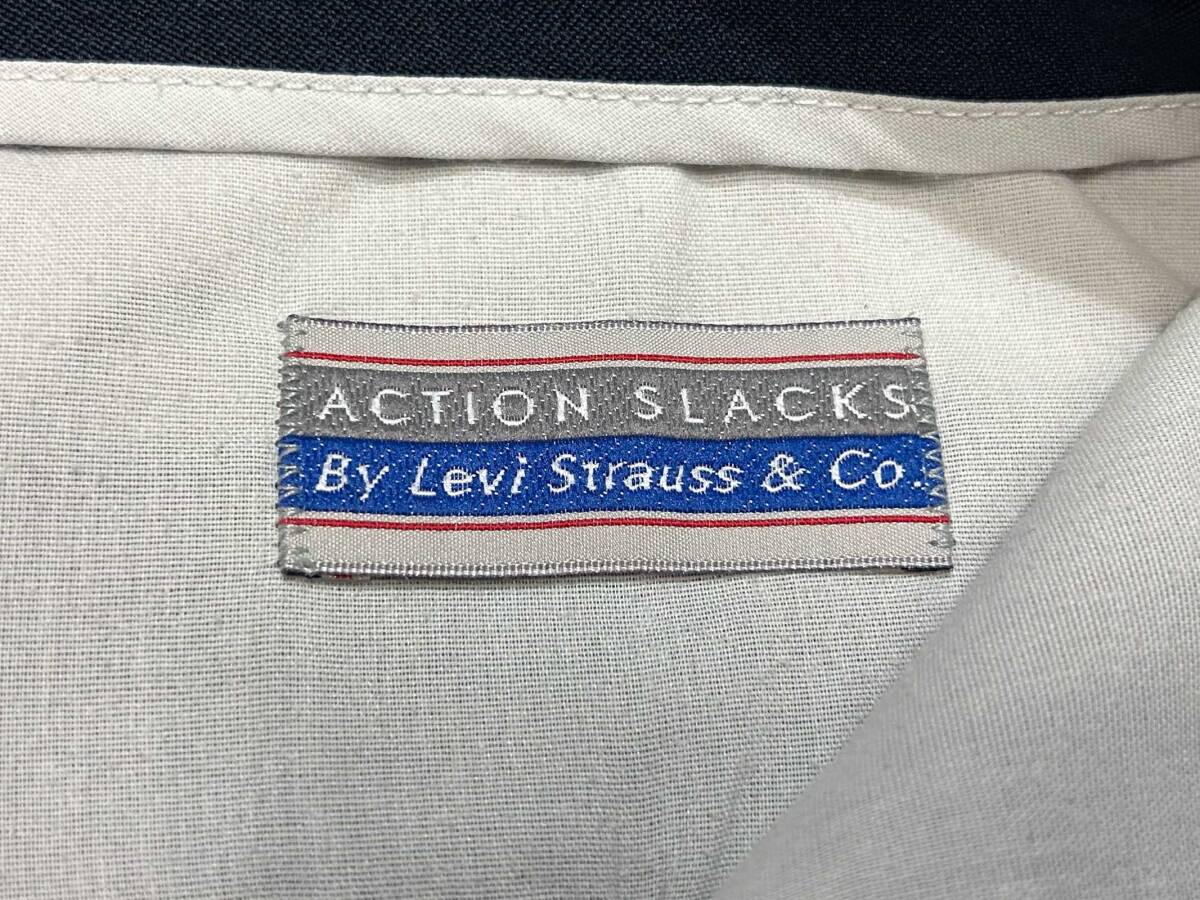 ACTION SLACKS
By Levi Strauss & Co.